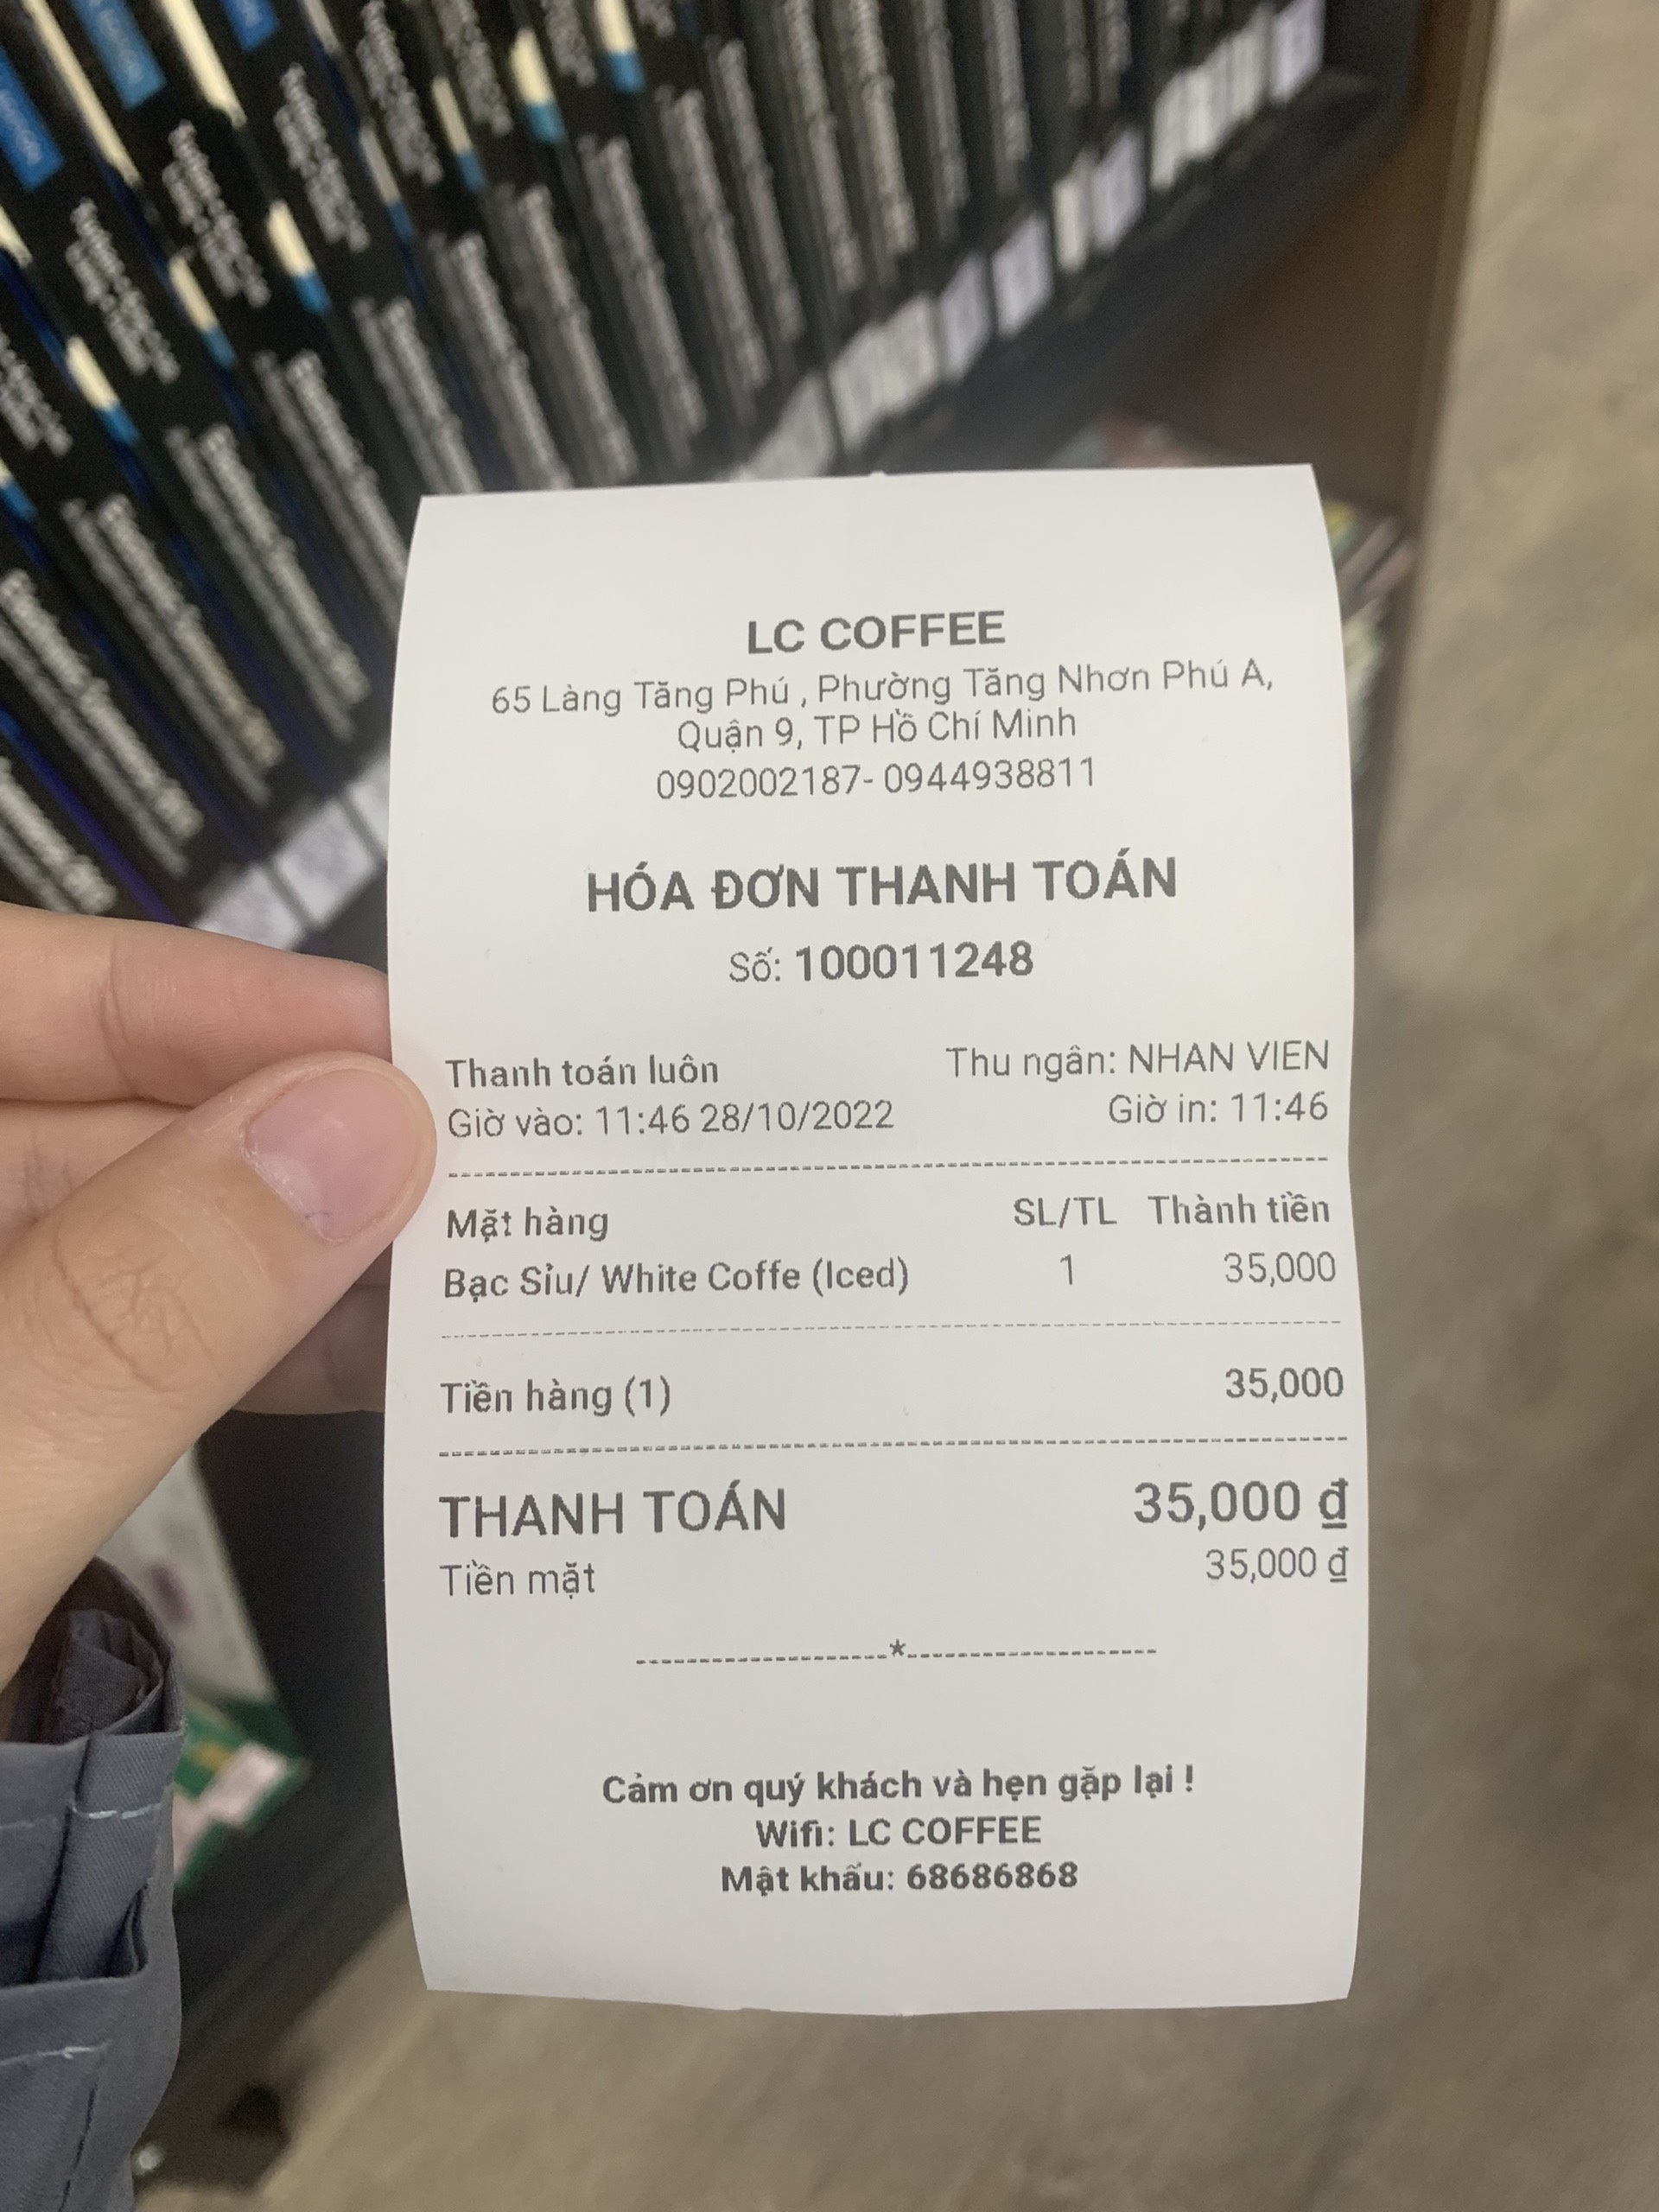 LC COFFEE
65 Làng Tăng Phú , Phường Tăng Nhơn Phú A,
Quận 9, TP Hồ Chí Minh
0902002187- 0944938811
HÓA ĐƠN THANH TOÁN
Số: 100011248
Thanh toán luôn Thu ngân: NHAN VIEN
Giờ vào: 11:46 28/10/2022 Giờ in: 11:46
Mặt hàng SL/TL Thành tiền
Bạc Sỉu/ White Coffe (Iced) 1 35,000
Tiền hàng (1) 35,000
THANH TOÁN 35,000 ₫
Tiền mặt 35,000 ₫
Cảm ơn quý khách và hẹn gặp lại !
Wifi: LC COFFEE
Mật khẩu: 68686868